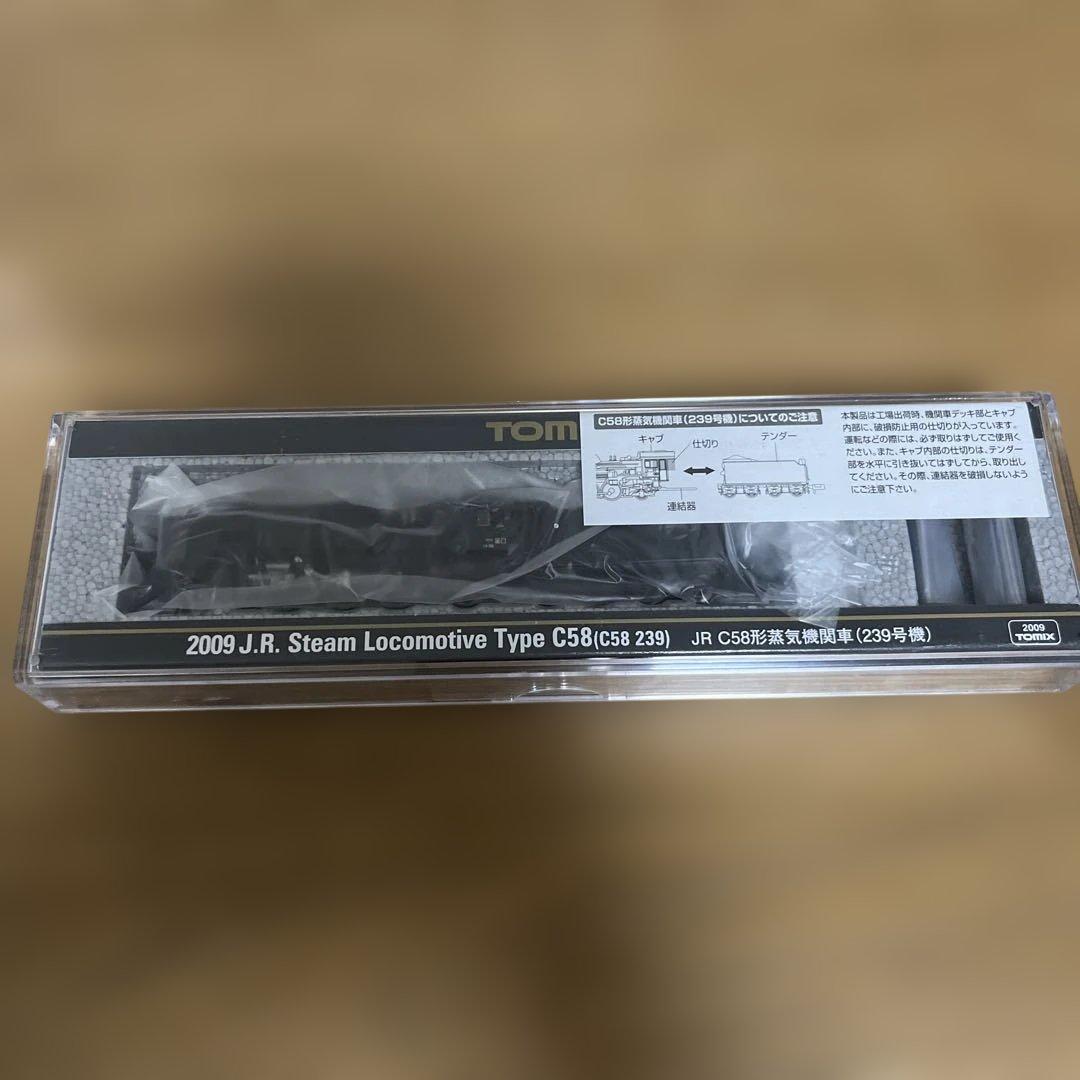 TOM
C58形蒸気機関車(239号機)についてのご注意
キャブ
仕切り
テンダー
連結器
本製品は工場出荷時、機関車デッキ部とキャブ
内部に、破損防止用の仕切りが入っています。
運転などの際には、必ず取りはずしてご使用く
ださい。また、キャブ内部の仕切りは、テンダー
部を水平に引き抜いてはずしてから、取り出し
てください。その際、連結器を破損しないよう
にご注意下さい。
2009 J.R. Steam Locomotive Type C58(C58 239) JR C58形蒸気機関車(239号機)
2009
TOMIX